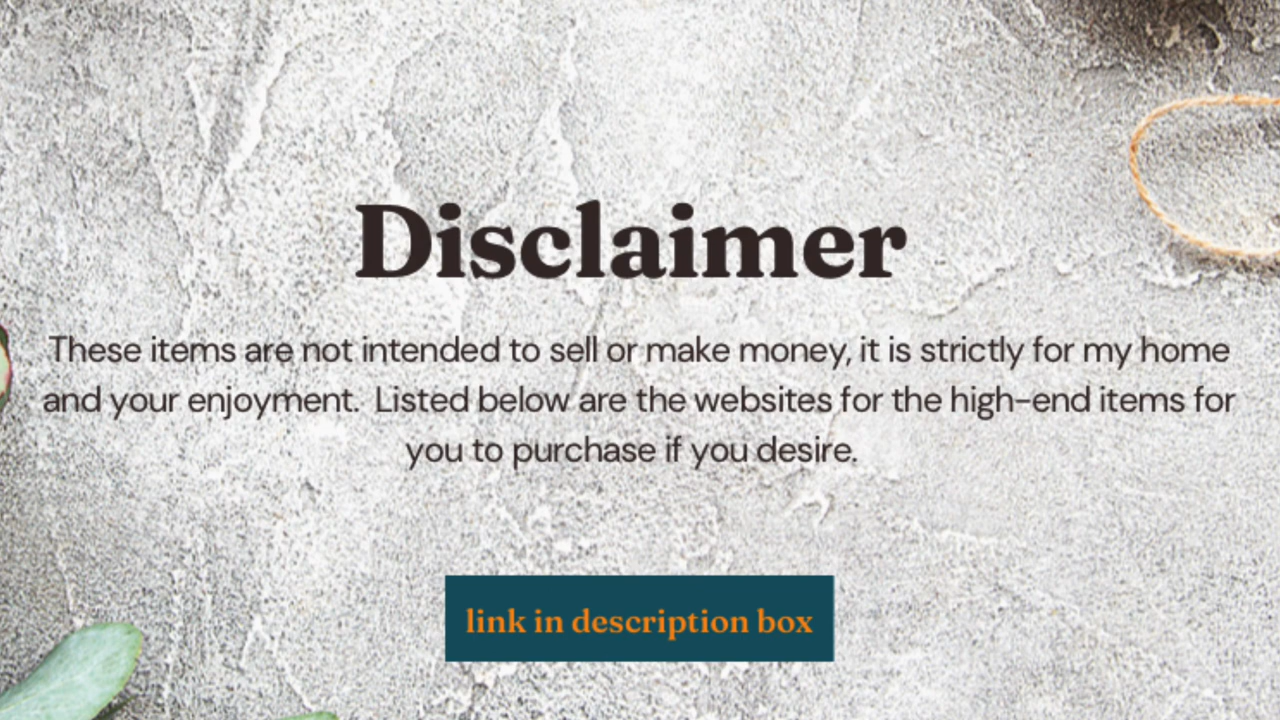 Disclaimer
These items are not intended to sell or make money, it is strictly for my home
and your enjoyment.  Listed below are the websites for the high-end items for
you to purchase if you desire.
link in description box